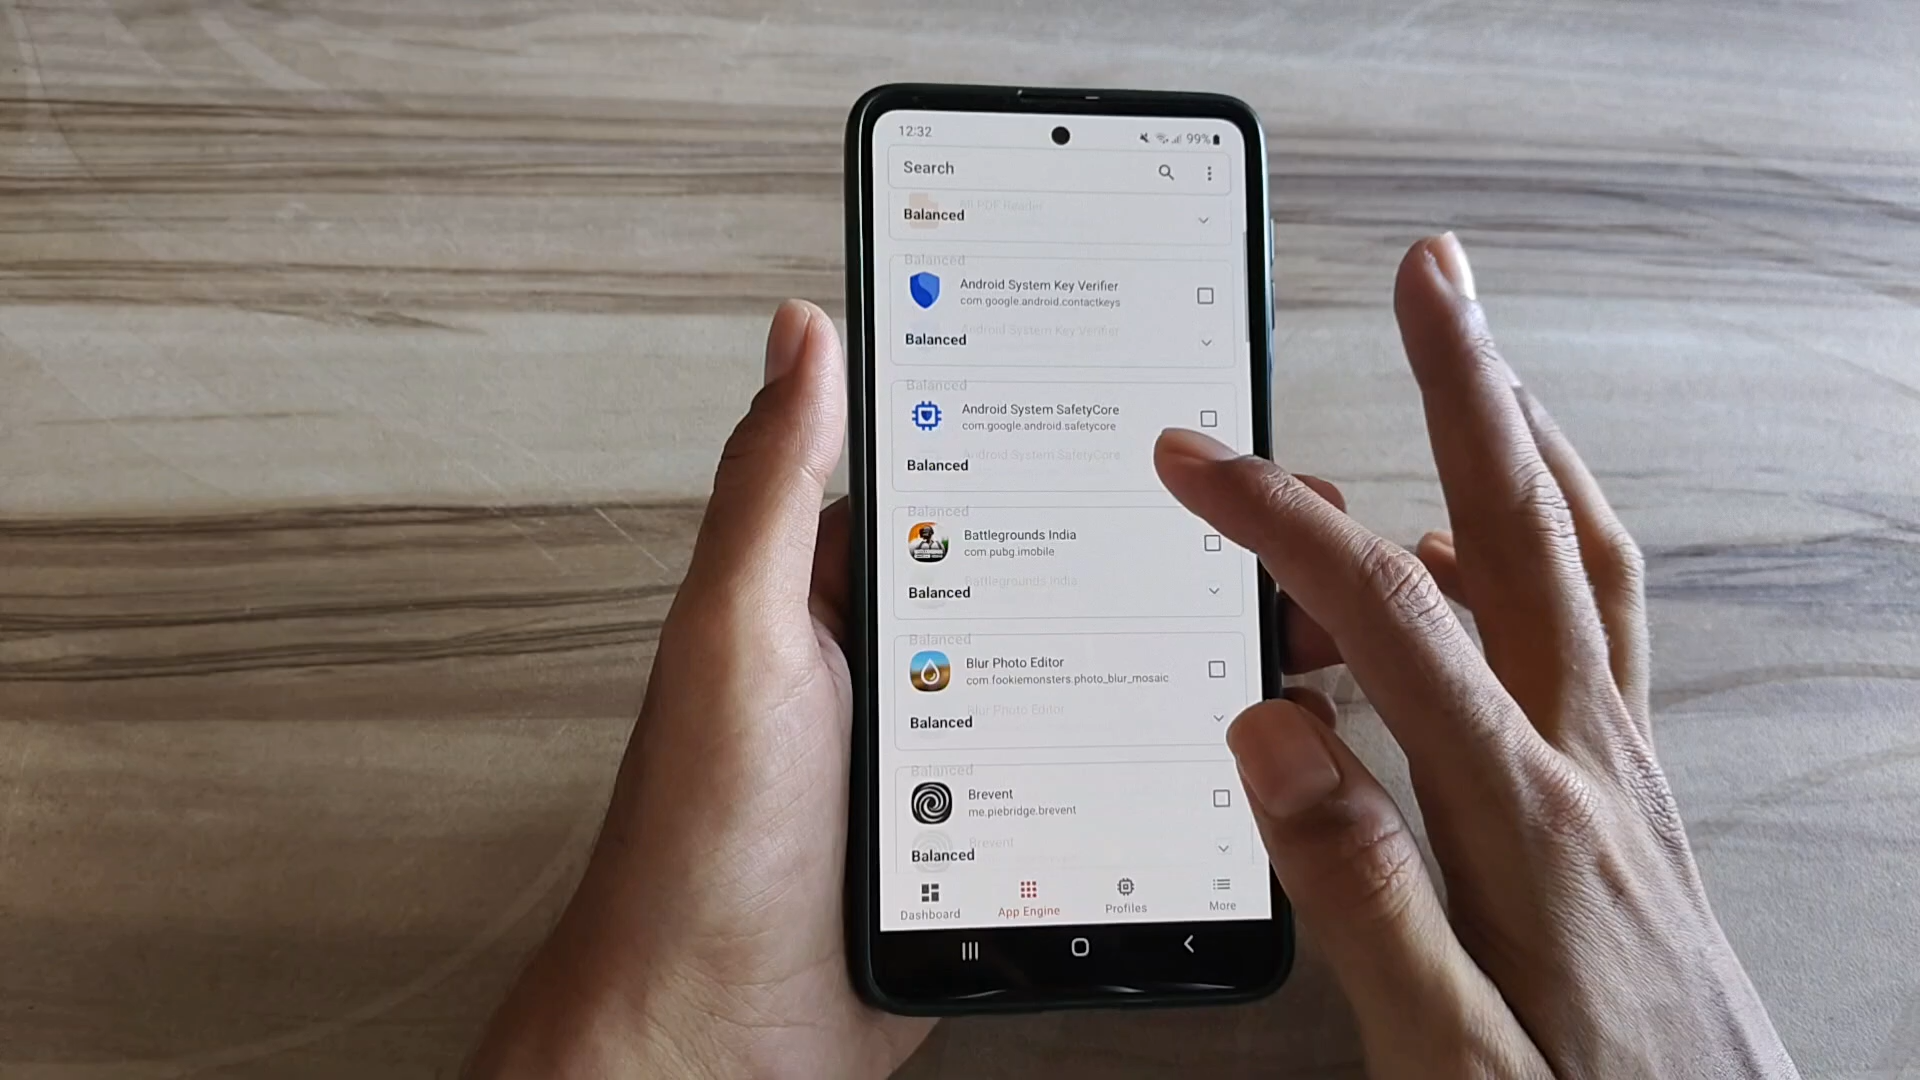 12:32
99%
Search
All PDF Reader
Balanced
Balanced
Android System Key Verifier
com.google.android.contactkeys
Android System Key Verifier
Balanced
Balanced
Android System SafetyCore
com.google.android.safetycore
Android System SafetyCore
Balanced
Balanced
Battlegrounds India
com.pubg.imobile
Battlegrounds India
Balanced
Balanced
Blur Photo Editor
com.fookiemonsters.photo_blur_mosaic
Blur Photo Editor
Balanced
Balanced
Brevent
me.piebridge.brevent
Brevent
Balanced
Dashboard
App Engine
Profiles
More